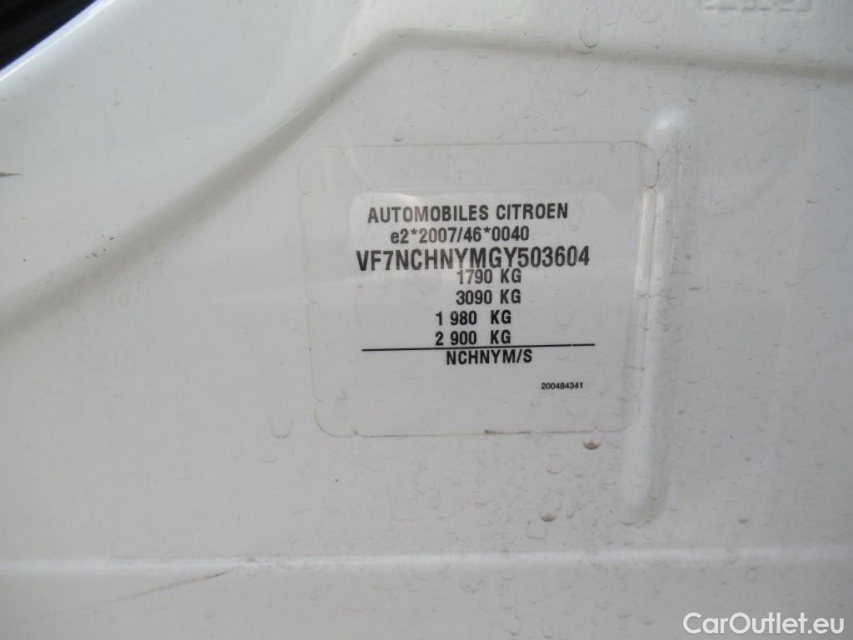 AUTOMOBILES CITROEN
e2*2007/46*0040
VF7NCHNYMGY503604
1790 KG
3090 KG
1 980 KG
2 900 KG
NCHNYM/S
200484341
CarOutlet.eu